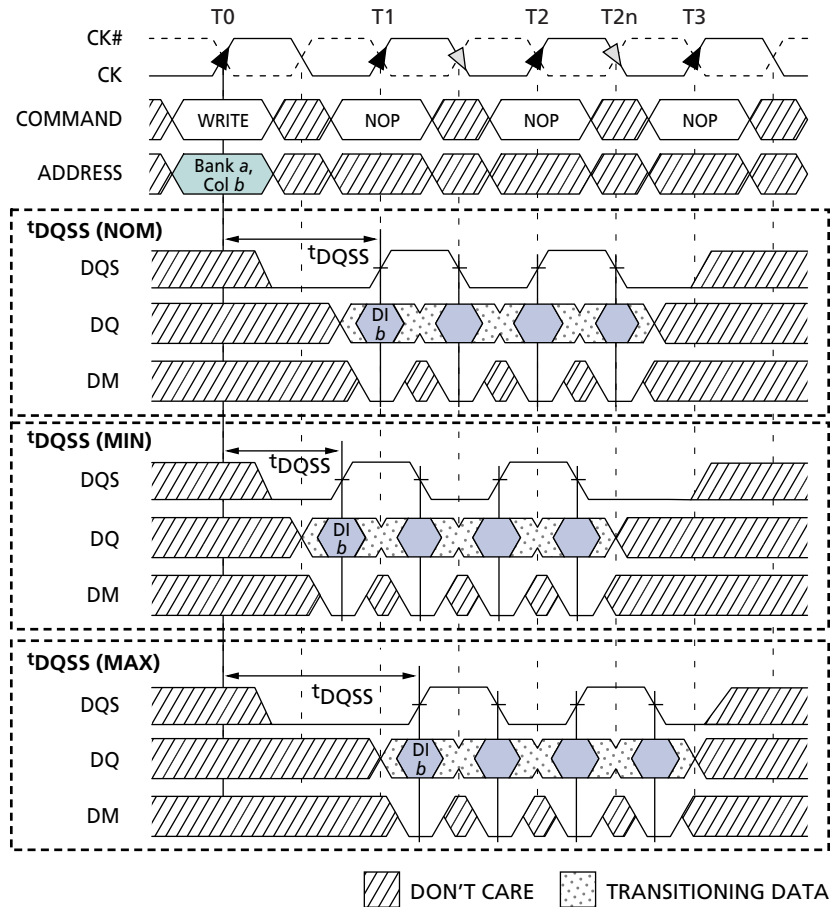 T0 T1 T2 T2n T3
CK#
CK
COMMAND WRITE NOP NOP NOP
ADDRESS Bank a, Col b
tDQSS (NOM)
tDQSS
DQS
DQ DI b
DM
tDQSS (MIN)
tDQSS
DQS
DQ DI b
DM
tDQSS (MAX)
tDQSS
DQS
DQ DI b
DM
DON'T CARE TRANSITIONING DATA